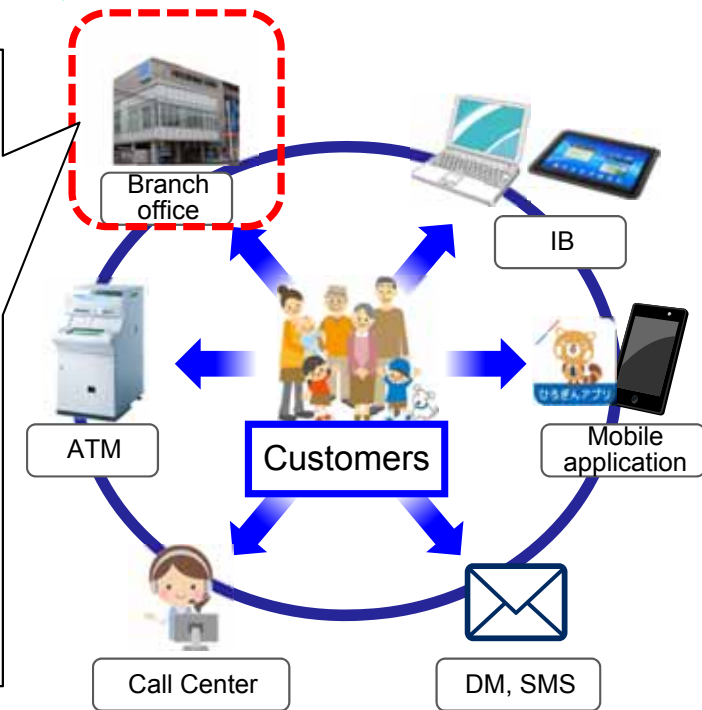 Branch
office
IB
ひろぎんアプリ
Mobile
application
ATM
Customers
Call Center
DM, SMS